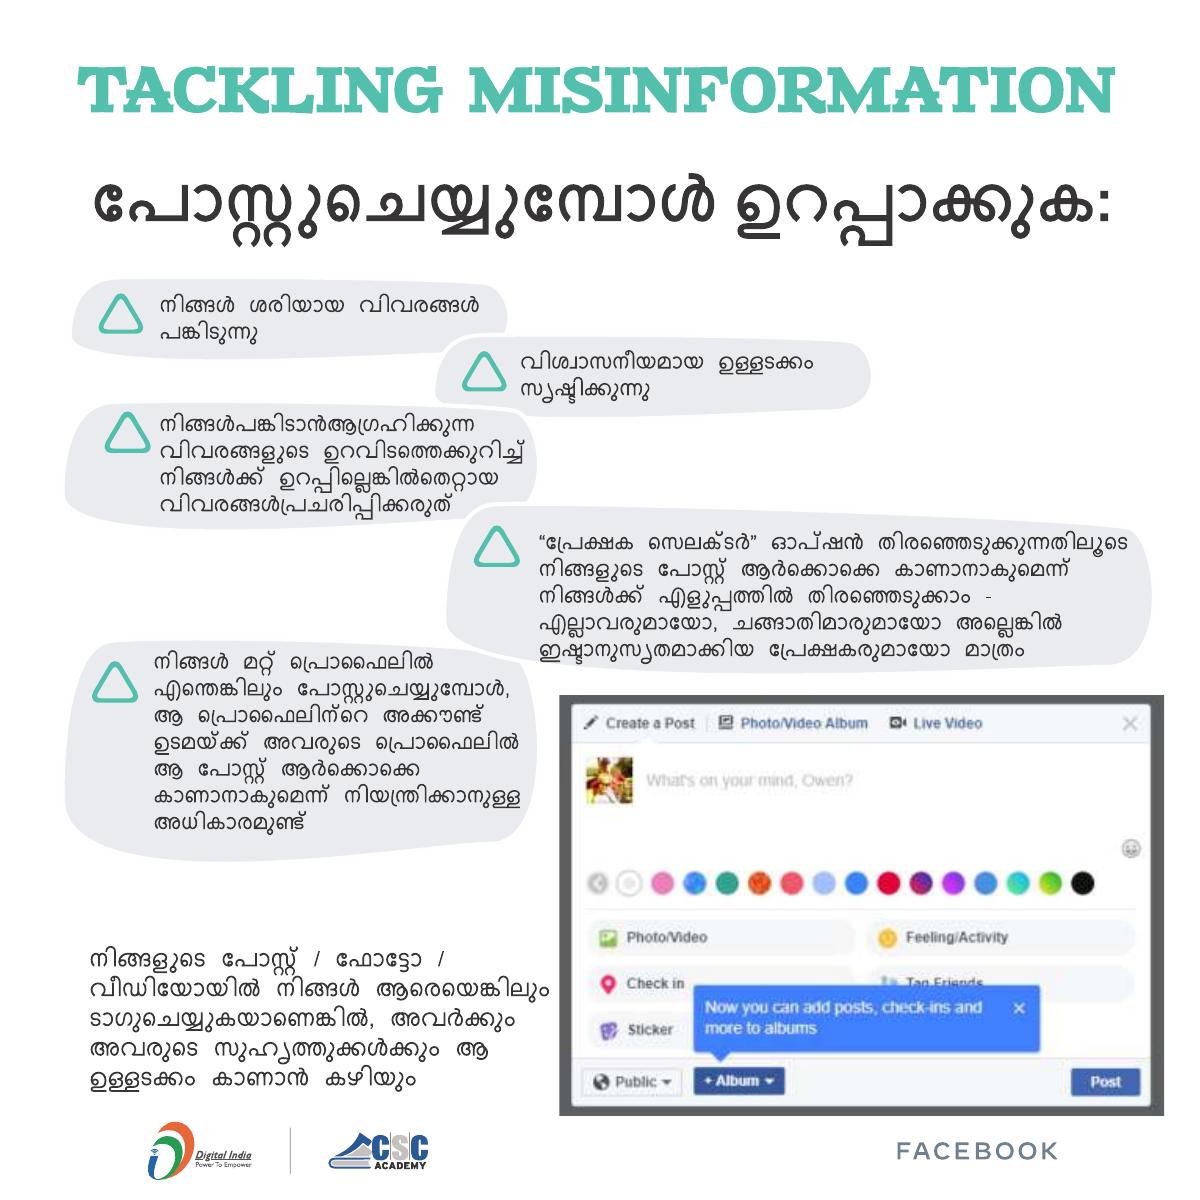 TACKLING MISINFORMATION
പോസ്റ്റുചെയ്യുമ്പോൾ ഉറപ്പാക്കുക:
നിങ്ങൾ ശരിയായ വിവരങ്ങൾ
പങ്കിടുന്നു
വിശ്വാസനീയമായ ഉള്ളടക്കം
സൃഷ്ടിക്കുന്നു
നിങ്ങൾപങ്കിടാൻആഗ്രഹിക്കുന്ന
വിവരങ്ങളുടെ ഉറവിടത്തെക്കുറിച്ച്
നിങ്ങൾക്ക് ഉറപ്പില്ലെങ്കിൽതെറ്റായ
വിവരങ്ങൾപ്രചരിപ്പിക്കരുത്
“പ്രേക്ഷക സെലക്ടർ” ഓപ്ഷൻ തിരഞ്ഞെടുക്കുന്നതിലൂടെ
നിങ്ങളുടെ പോസ്റ്റ് ആർക്കൊക്കെ കാണാനാകുമെന്ന്
നിങ്ങൾക്ക് എളുപ്പത്തിൽ തിരഞ്ഞെടുക്കാം -
എല്ലാവരുമായോ, ചങ്ങാതിമാരുമായോ അല്ലെങ്കിൽ
ഇഷ്ടാനുസൃതമാക്കിയ പ്രേക്ഷകരുമായോ മാത്രം
നിങ്ങൾ മറ്റ് പ്രൊഫൈലിൽ
എന്തെങ്കിലും പോസ്റ്റുചെയ്യുമ്പോൾ,
ആ പ്രൊഫൈലിന്റെ അക്കൗണ്ട്
ഉടമയ്ക്ക് അവരുടെ പ്രൊഫൈലിൽ
ആ പോസ്റ്റ് ആർക്കൊക്കെ
കാണാനാകുമെന്ന് നിയന്ത്രിക്കാനുള്ള
അധികാരമുണ്ട്
Create a Post
Photo/Video Album
Live Video
What's on your mind, Owen?
Photo/Video
Feeling/Activity
Check in
Tag Friends
Now you can add posts, check-ins and
more to albums
Sticker
Public
+ Album
Post
നിങ്ങളുടെ പോസ്റ്റ് / ഫോട്ടോ /
വീഡിയോയിൽ നിങ്ങൾ ആരെയെങ്കിലും
ടാഗുചെയ്യുകയാണെങ്കിൽ, അവർക്കും
അവരുടെ സുഹൃത്തുക്കൾക്കും ആ
ഉള്ളടക്കം കാണാൻ കഴിയും
Digital India
Power To Empower
CSC
ACADEMY
FACEBOOK